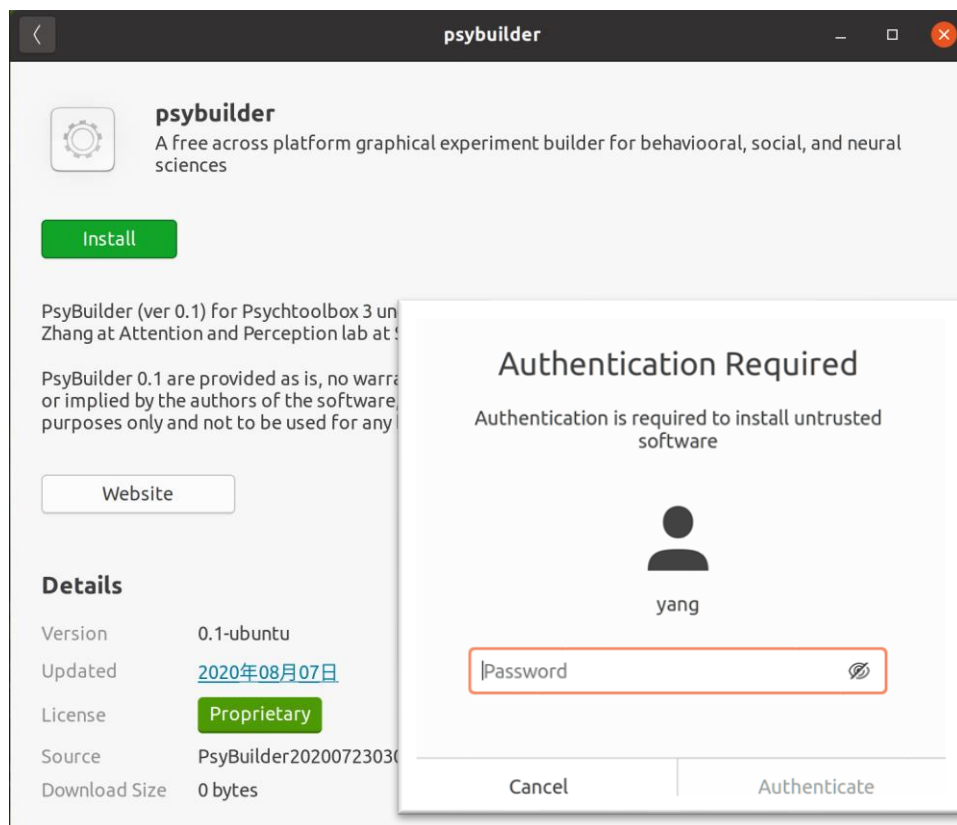 psybuilder
psybuilder
A free across platform graphical experiment builder for behaviooral, social, and neural
sciences
Install
PsyBuilder (ver 0.1) for Psychtoolbox 3 un
Zhang at Attention and Perception lab at
PsyBuilder 0.1 are provided as is, no warra
or implied by the authors of the software,
purposes only and not to be used for any
Website
Details
Version 0.1-ubuntu
Updated 2020年08月07日
License Proprietary
Source PsyBuilder2020072303
Download Size 0 bytes
Authentication Required
Authentication is required to install untrusted
software
yang
Password
Cancel Authenticate